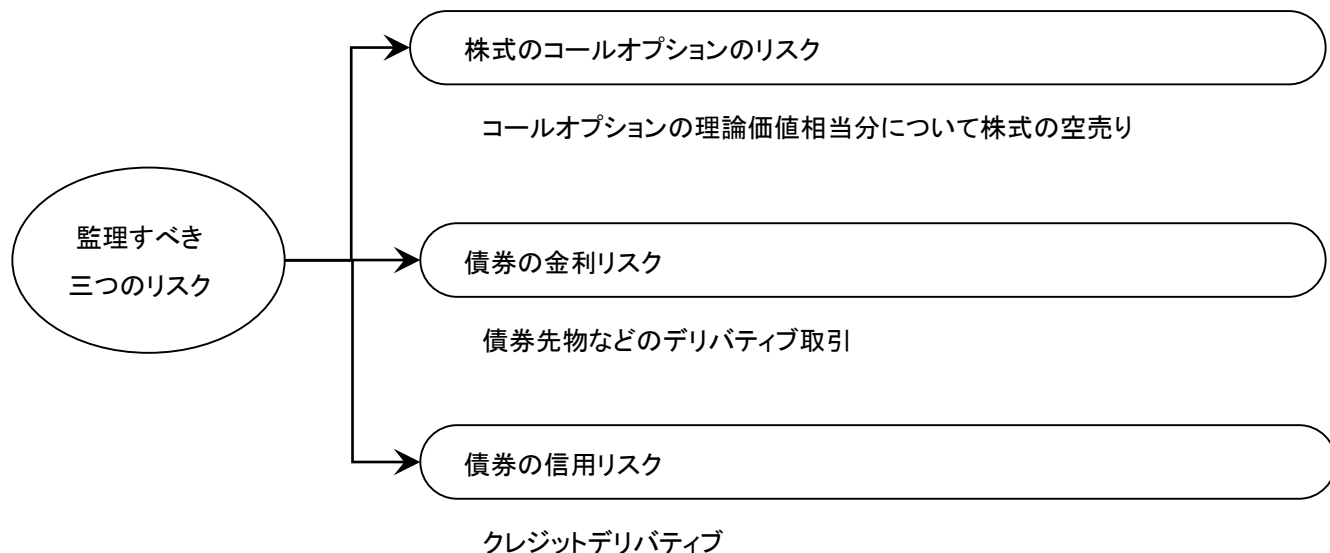 株式のコールオプションのリスク
コールオプションの理論価値相当分について株式の空売り
監理すべき
三つのリスク
債券の金利リスク
債券先物などのデリバティブ取引
債券の信用リスク
クレジットデリバティブ